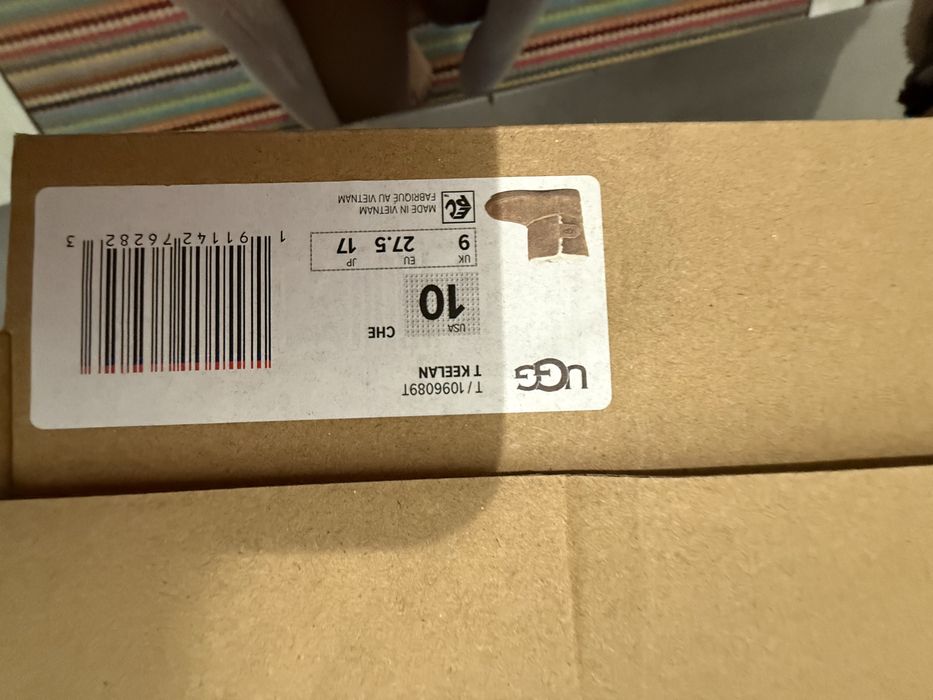 UGG
T / 1096089T
T KEELAN
USA
10
CHE
UK EU JP
9 27.5 17
MADE IN VIETNAM
FABRIQUÉ AU VIETNAM
1 91142 76282 3